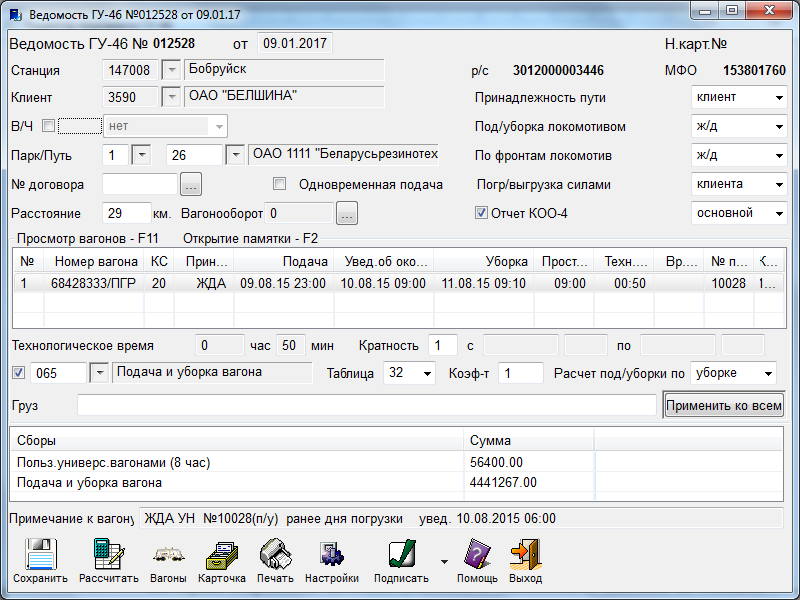 Ведомость ГУ-46 №012528 от 09.01.17
Ведомость ГУ-46 № 012528 от 09.01.2017 Н.карт.№
Станция 147008 Бобруйск р/с 3012000003446 МФО 153801760
Клиент 3590 ОАО "БЕЛШИНА" Принадлежность пути клиент
В/Ч нет Под/уборка локомотивом ж/д
Парк/Путь 1 26 ОАО 1111 "Беларусьрезинотех По фронтам локомотив ж/д
№ договора ... Одновременная подача Погр/выгрузка силами клиента
Расстояние 29 км. Вагонооборот 0 ... Отчет КОО-4 основной
Просмотр вагонов - F11 Открытие памятки - F2
№ Номер вагона КС Прин... Подача Увед.об око... Уборка Прост... Техн.... Вр.... № п... К...
1 68428333/ПГР 20 ЖДА 09.08.15 23:00 10.08.15 09:00 11.08.15 09:10 09:00 00:50 10028 1...
Технологическое время 0 час 50 мин Кратность 1 с по
065 Подача и уборка вагона Таблица 32 Коэф-т 1 Расчет под/уборки по уборке
Груз Применить ко всем
Сборы Сумма
Польз.универс.вагонами (8 час) 56400.00
Подача и уборка вагона 4441267.00
Примечание к вагону ЖДА УН №10028(п/у) ранее дня погрузки увед. 10.08.2015 06:00
Сохранить Рассчитать Вагоны Карточка Печать Настройки Подписать Помощь Выход